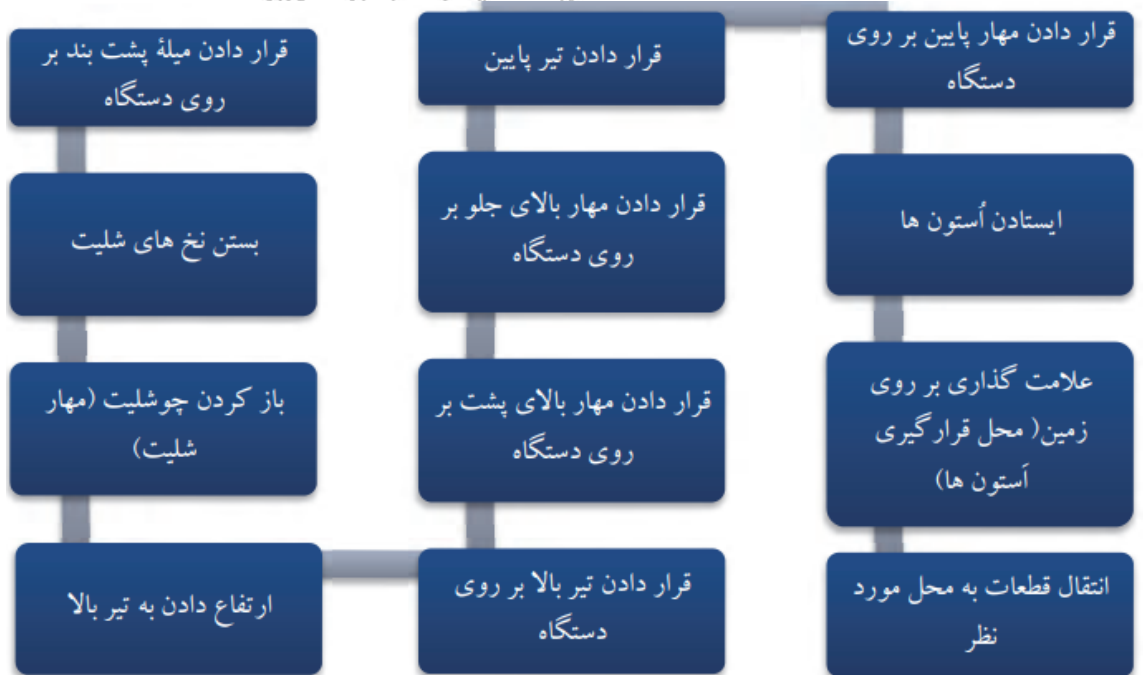 قرار دادن مهار پایین بر روی
دستگاه
ایستادن اُستون ها
علامت گذاری بر روی
زمین( محل قرارگیری
اَستون ها)
انتقال قطعات به محل مورد
نظر
قرار دادن تیر پایین
قرار دادن مهار بالای جلو بر
روی دستگاه
قرار دادن مهار بالای پشت بر
روی دستگاه
قرار دادن تیر بالا بر روی
دستگاه
قرار دادن میلهٔ پشت بند بر
روی دستگاه
بستن نخ های شلیت
باز کردن چوشلیت (مهار
شلیت)
ارتفاع دادن به تیر بالا